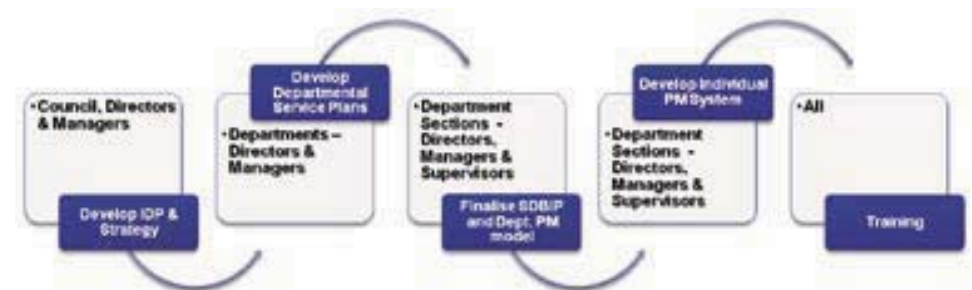 •Council, Directors
& Managers
Develop IDP &
Strategy
Develop
Departmental
Service Plans
•Departments –
Directors &
Managers
•Department
Sections -
Directors,
Managers &
Supervisors
Finalise SDBIP
and Dept. PM
model
Develop Individual
PM System
•Department
Sections -
Directors,
Managers &
Supervisors
•All
Training